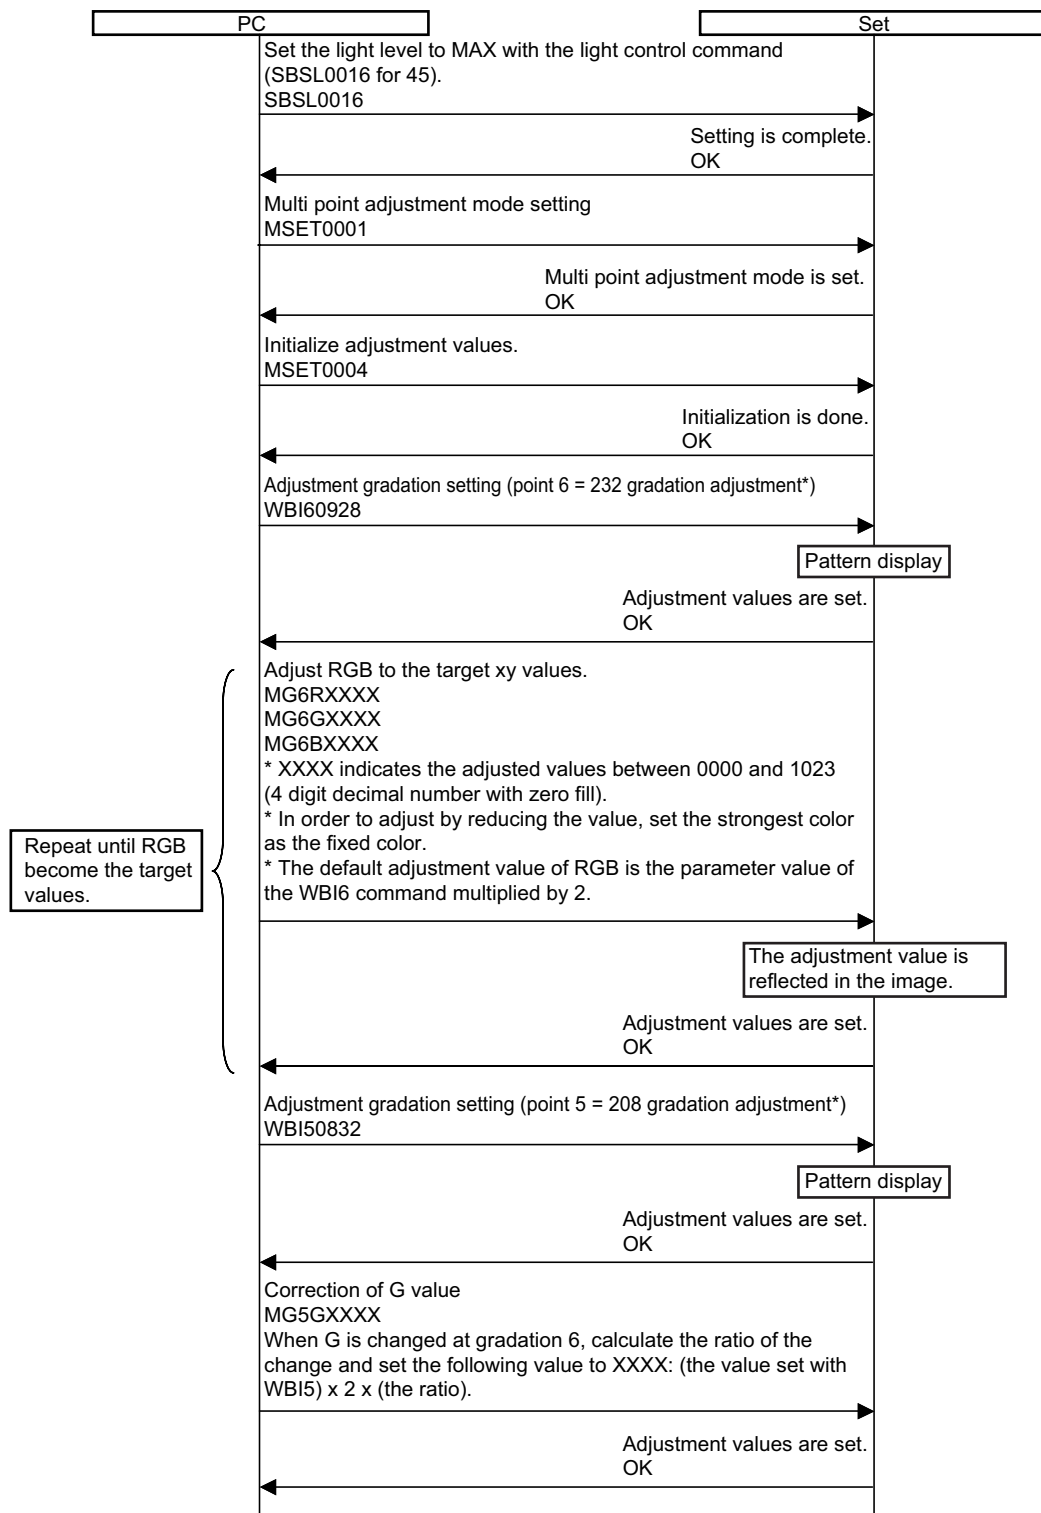 PC
Set
Set the light level to MAX with the light control command
(SBSL0016 for 45).
SBSL0016
Setting is complete.
OK
Multi point adjustment mode setting
MSET0001
Multi point adjustment mode is set.
OK
Initialize adjustment values.
MSET0004
Initialization is done.
OK
Adjustment gradation setting (point 6 = 232 gradation adjustment*)
WBI60928
Pattern display
Adjustment values are set.
OK
Adjust RGB to the target xy values.
MG6RXXXX
MG6GXXXX
MG6BXXXX
* XXXX indicates the adjusted values between 0000 and 1023
(4 digit decimal number with zero fill).
* In order to adjust by reducing the value, set the strongest color
as the fixed color.
* The default adjustment value of RGB is the parameter value of
the WBI6 command multiplied by 2.
Repeat until RGB
become the target
values.
The adjustment value is
reflected in the image.
Adjustment values are set.
OK
Adjustment gradation setting (point 5 = 208 gradation adjustment*)
WBI50832
Pattern display
Adjustment values are set.
OK
Correction of G value
MG5GXXXX
When G is changed at gradation 6, calculate the ratio of the
change and set the following value to XXXX: (the value set with
WBI5) x 2 x (the ratio).
Adjustment values are set.
OK